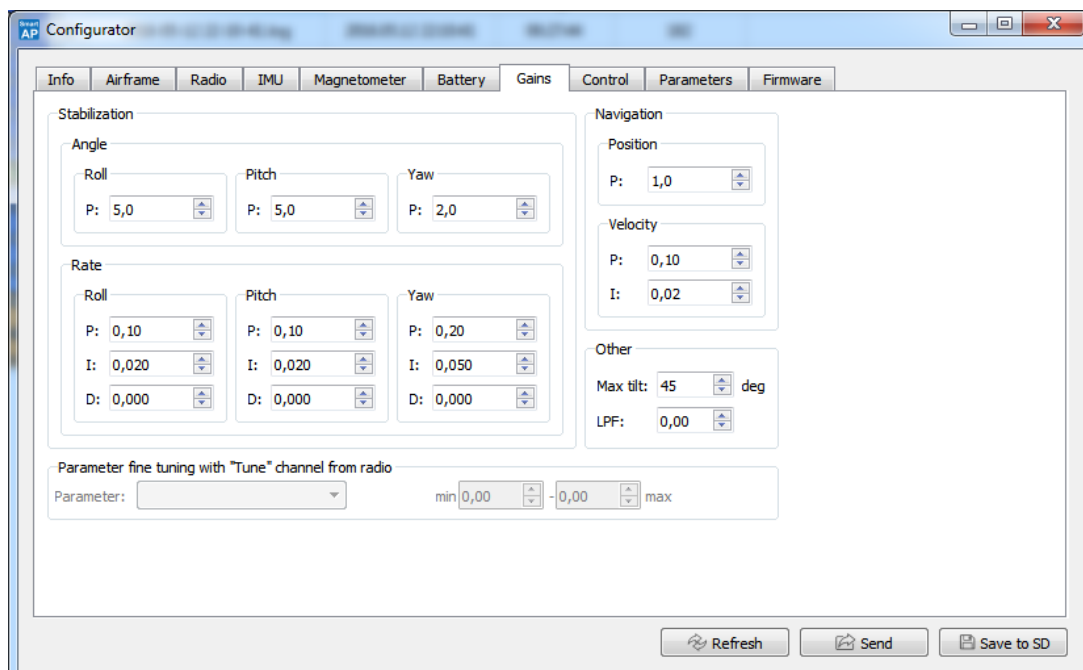 Smart AP Configurator
Info Airframe Radio IMU Magnetometer Battery Gains Control Parameters Firmware
Stabilization
Angle
Roll Pitch Yaw
P: 5,0 P: 5,0 P: 2,0
Rate
Roll Pitch Yaw
P: 0,10 P: 0,10 P: 0,20
I: 0,020 I: 0,020 I: 0,050
D: 0,000 D: 0,000 D: 0,000
Navigation
Position
P: 1,0
Velocity
P: 0,10
I: 0,02
Other
Max tilt: 45 deg
LPF: 0,00
Parameter fine tuning with "Tune" channel from radio
Parameter: min 0,00 - 0,00 max
Refresh Send Save to SD